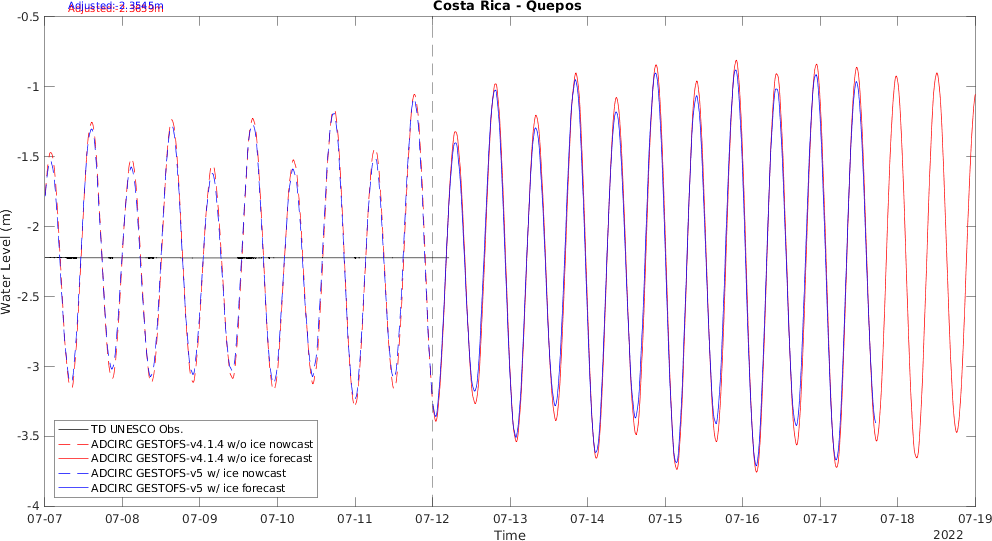 Costa Rica - Quepos
Adjusted:-2.3545m
-0.5
-1
-1.5
-2
-2.5
-3
-3.5
-4
Water Level (m)
TD UNESCO Obs.
ADCIRC GESTOFS-v4.1.4 w/o ice nowcast
ADCIRC GESTOFS-v4.1.4 w/o ice forecast
ADCIRC GESTOFS-v5 w/ ice nowcast
ADCIRC GESTOFS-v5 w/ ice forecast
07-07 07-08 07-09 07-10 07-11 07-12 07-13 07-14 07-15 07-16 07-17 07-18 07-19
Time
2022